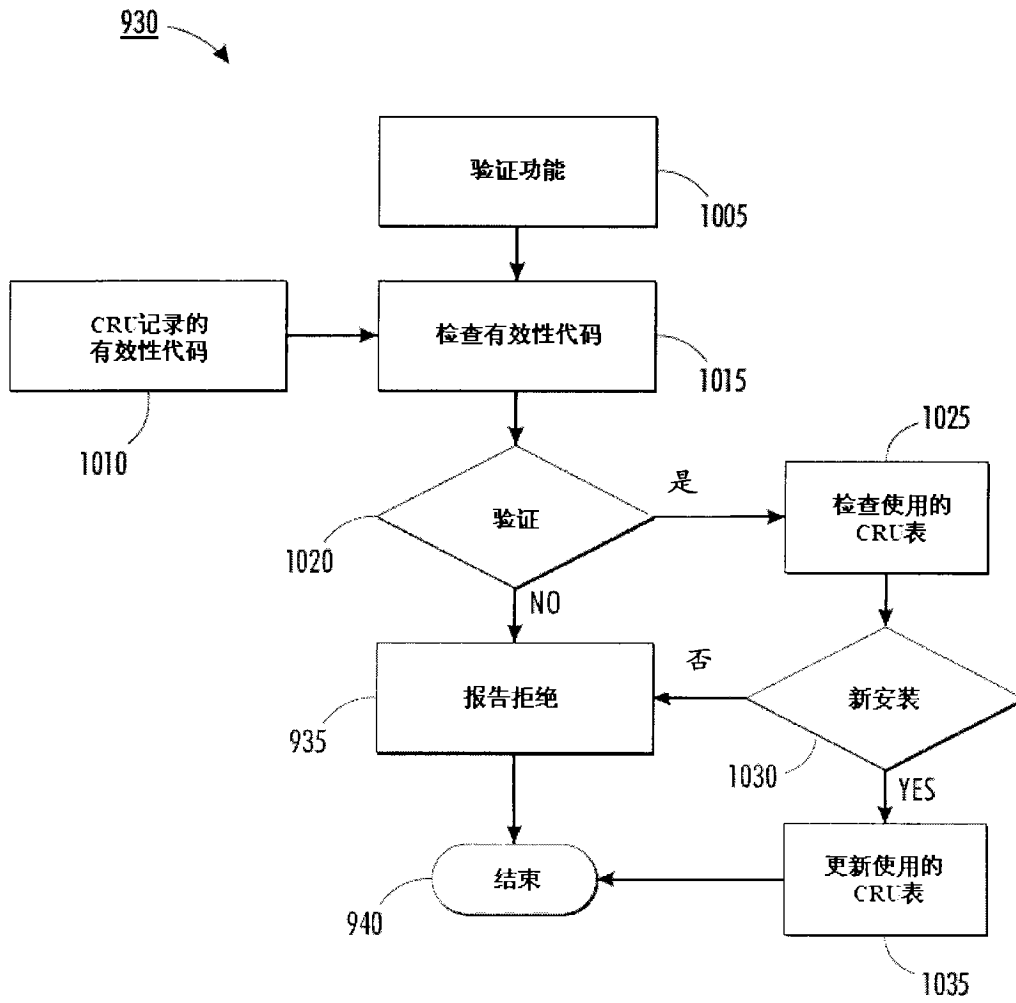 930
验证功能
1005
CRU记录的
有效性代码
1010
检查有效性代码
1015
1025
验证
1020
是
检查使用的
CRU表
NO
报告拒绝
935
否
新安装
1030
YES
结束
940
更新使用的
CRU表
1035